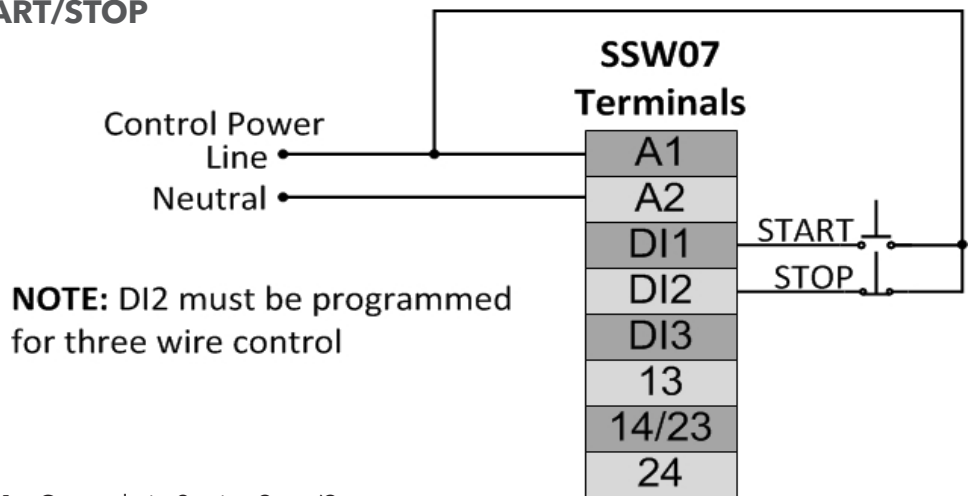 ART/STOP
SSW07
Terminals
Control Power
Line
Neutral
A1
A2
DI1
DI2
DI3
13
14/23
24
START
STOP
NOTE: DI2 must be programmed
for three wire control